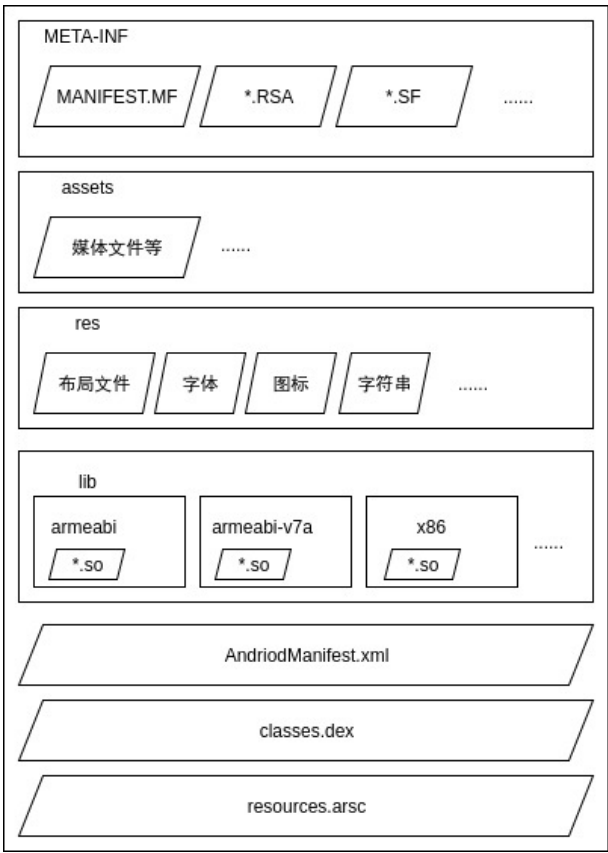 META-INF
MANIFEST.MF *.RSA *.SF ......
assets
媒体文件等 ......
res
布局文件 字体 图标 字符串 ......
lib
armeabi armeabi-v7a x86
*.so *.so *.so ......
AndriodManifest.xml
classes.dex
resources.arsc